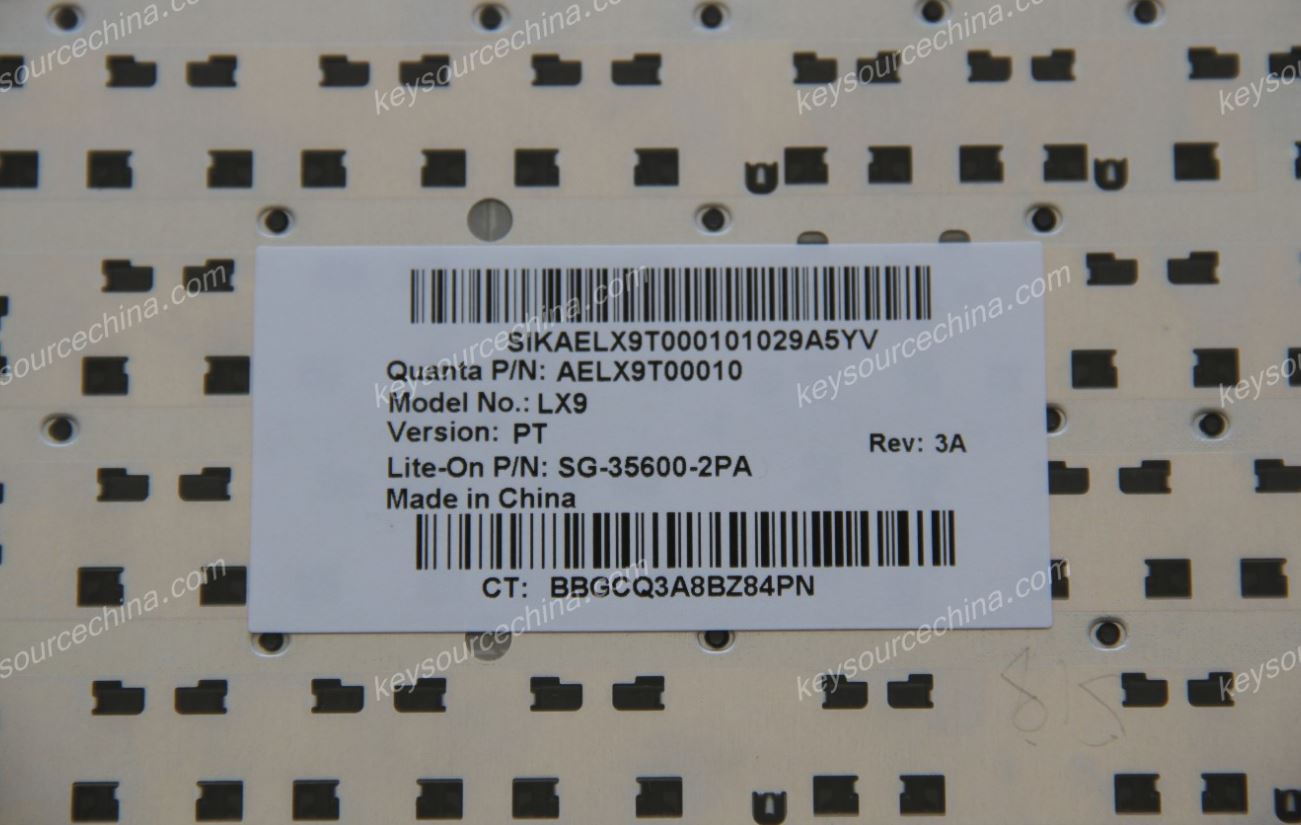 SIKAELX9T000101029A5YV
Quanta P/N: AELX9T00010
Model No.: LX9
Version: PT
Rev: 3A
Lite-On P/N: SG-35600-2PA
Made in China
CT: BBGCQ3A8BZ84PN
keysourcechina.com